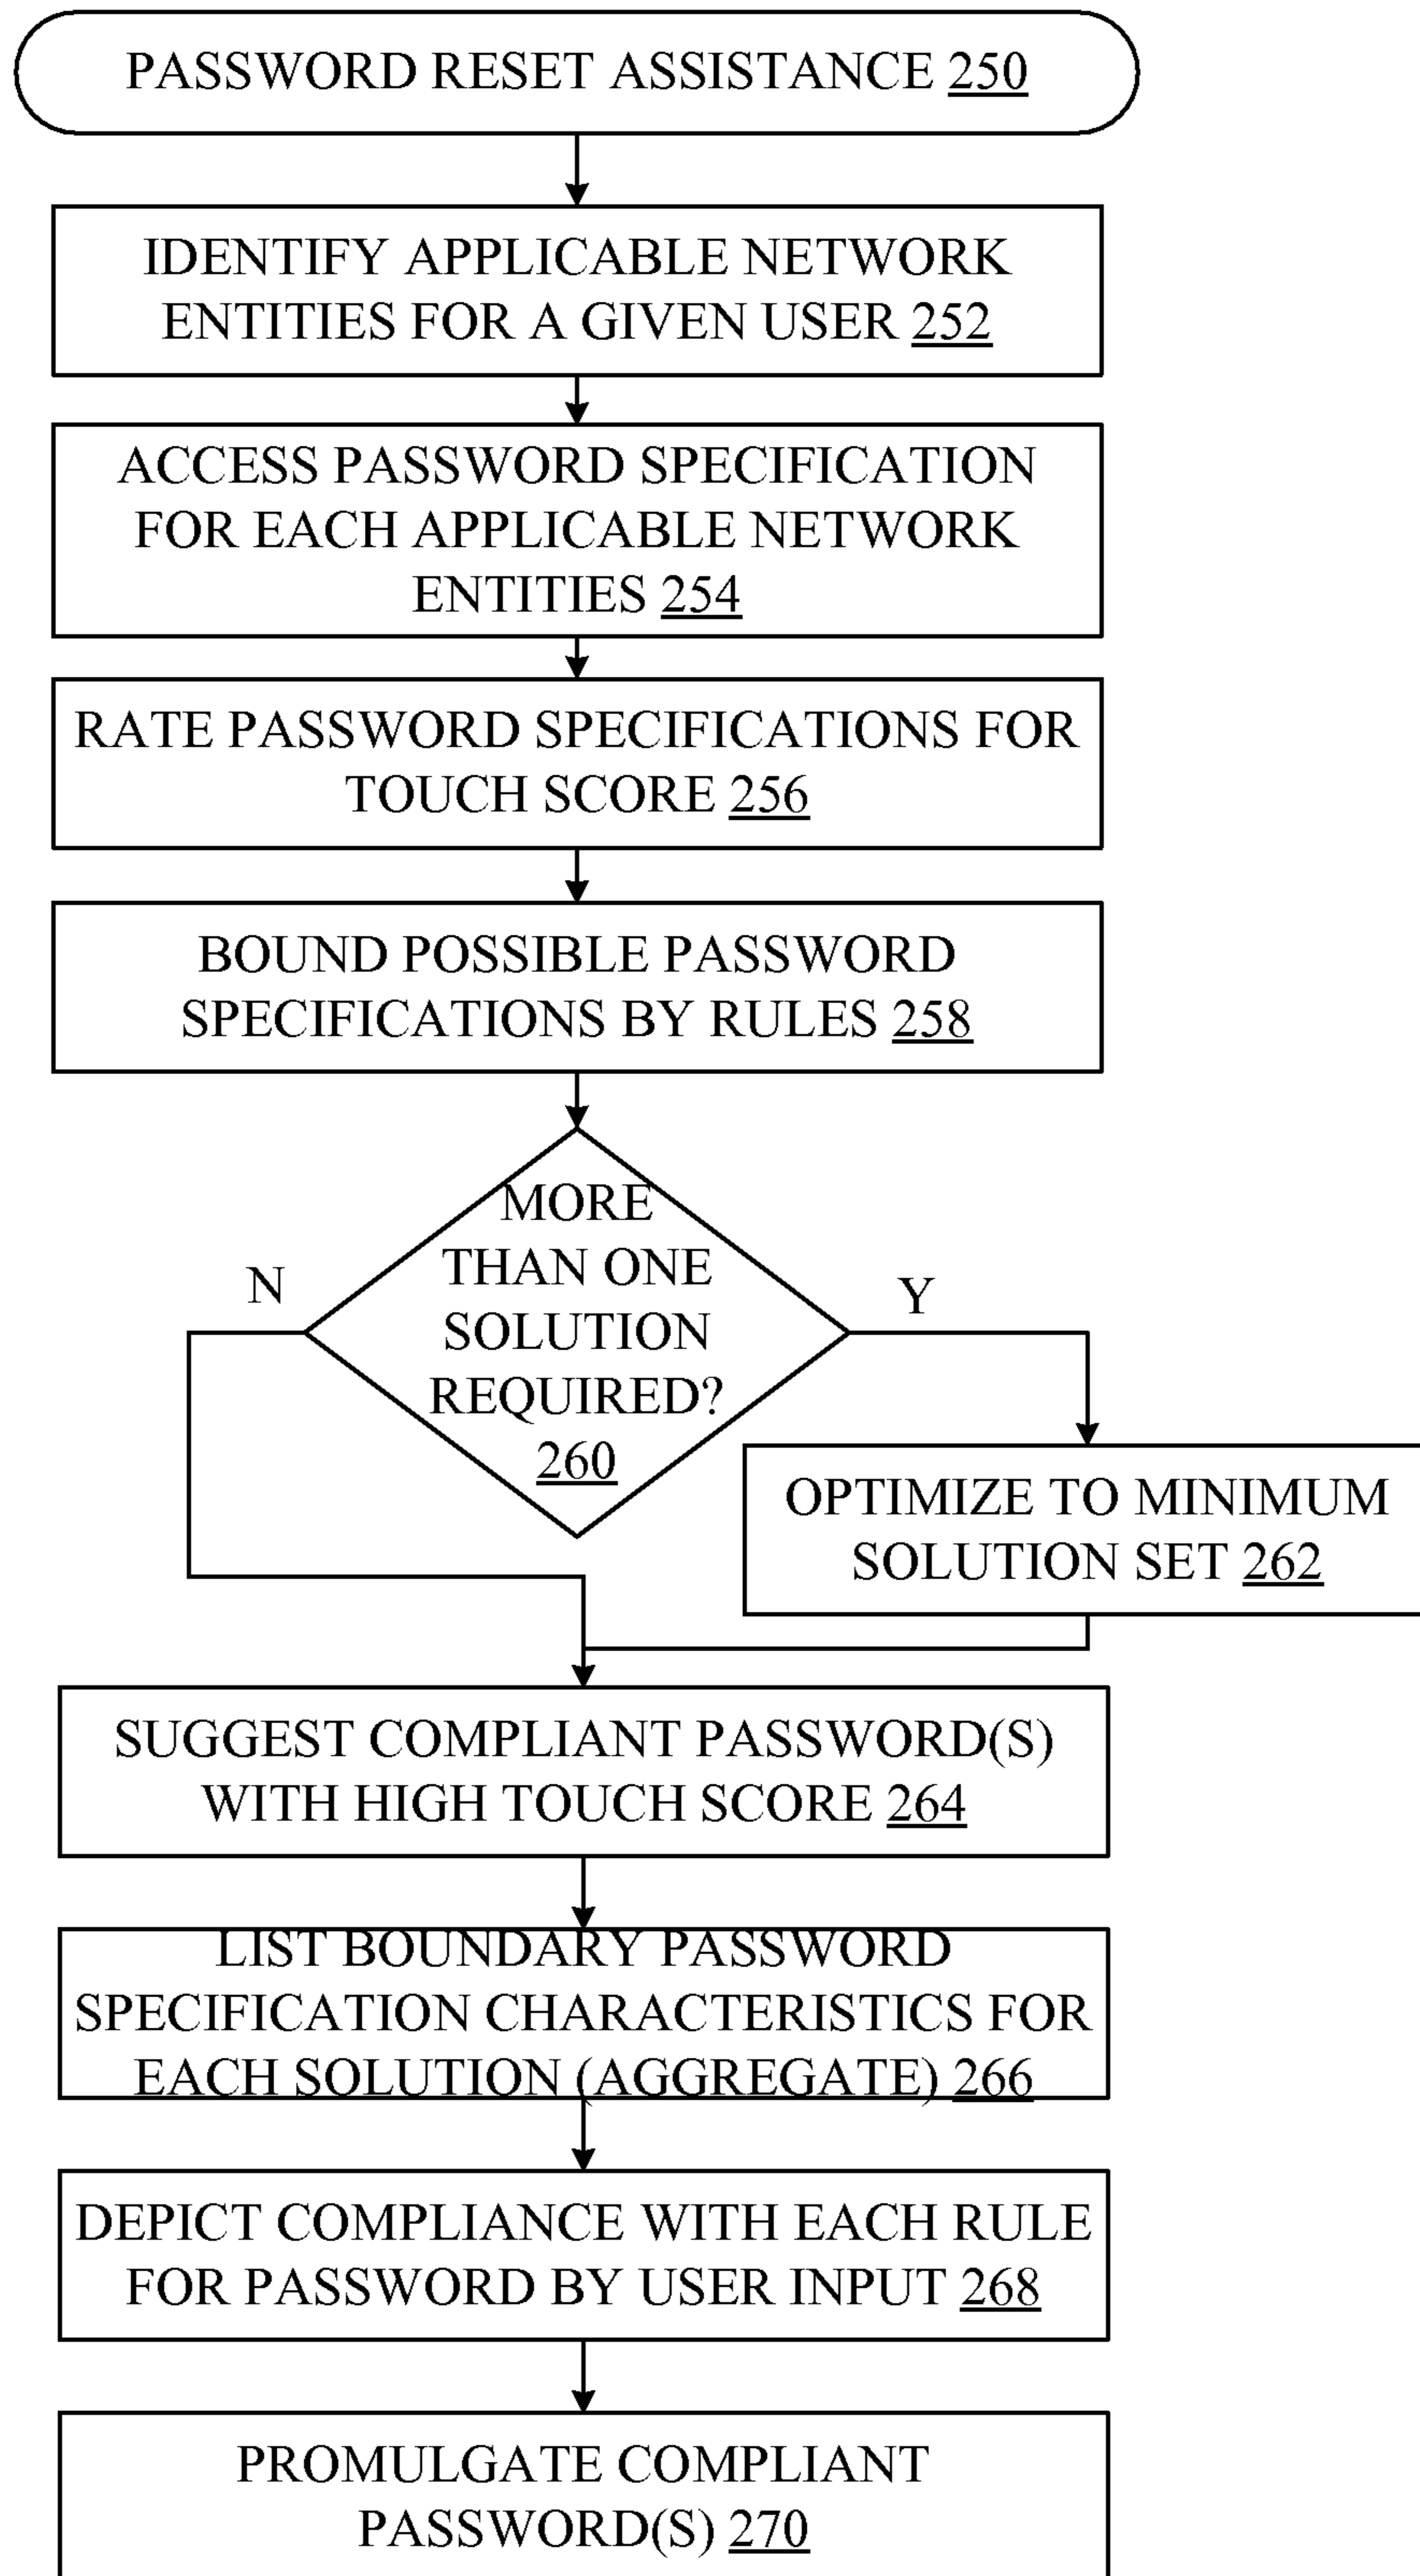 PASSWORD RESET ASSISTANCE 250
IDENTIFY APPLICABLE NETWORK
ENTITIES FOR A GIVEN USER 252
ACCESS PASSWORD SPECIFICATION
FOR EACH APPLICABLE NETWORK
ENTITIES 254
RATE PASSWORD SPECIFICATIONS FOR
TOUCH SCORE 256
BOUND POSSIBLE PASSWORD
SPECIFICATIONS BY RULES 258
MORE
THAN ONE
SOLUTION
REQUIRED?
260
N
Y
OPTIMIZE TO MINIMUM
SOLUTION SET 262
SUGGEST COMPLIANT PASSWORD(S)
WITH HIGH TOUCH SCORE 264
LIST BOUNDARY PASSWORD
SPECIFICATION CHARACTERISTICS FOR
EACH SOLUTION (AGGREGATE) 266
DEPICT COMPLIANCE WITH EACH RULE
FOR PASSWORD BY USER INPUT 268
PROMULGATE COMPLIANT
PASSWORD(S) 270